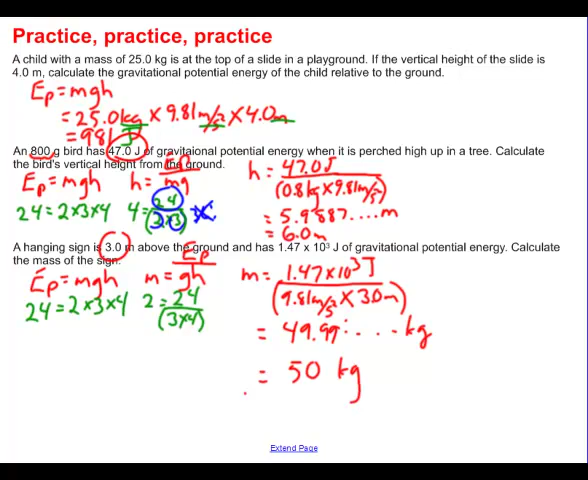 Practice, practice, practice
A child with a mass of 25.0 kg is at the top of a slide in a playground. If the vertical height of the slide is
4.0 m, calculate the gravitational potential energy of the child relative to the ground.
Ep = mgh
= 25.0kg × 9.81m/s² × 4.0m
= 981 J
An 800 g bird has 47.0 J of gravitaional potential energy when it is perched high up in a tree. Calculate
the bird's vertical height from the ground.
Ep = mgh h = Ep/mg h = 47.0J/(0.8kg × 9.81m/s²)
24 = 2×3×4 4 = 24/(2×3) = 5.9887....m
= 6.0m
A hanging sign is 3.0 m above the ground and has 1.47 x 10³ J of gravitational potential energy. Calculate
the mass of the sign.
Ep = mgh m = Ep/gh m = 1.47×10³J/(9.81m/s² × 3.0m)
24 = 2×3×4 2 = 24/(3×4)
= 49.99.... kg
= 50 kg
Extend Page